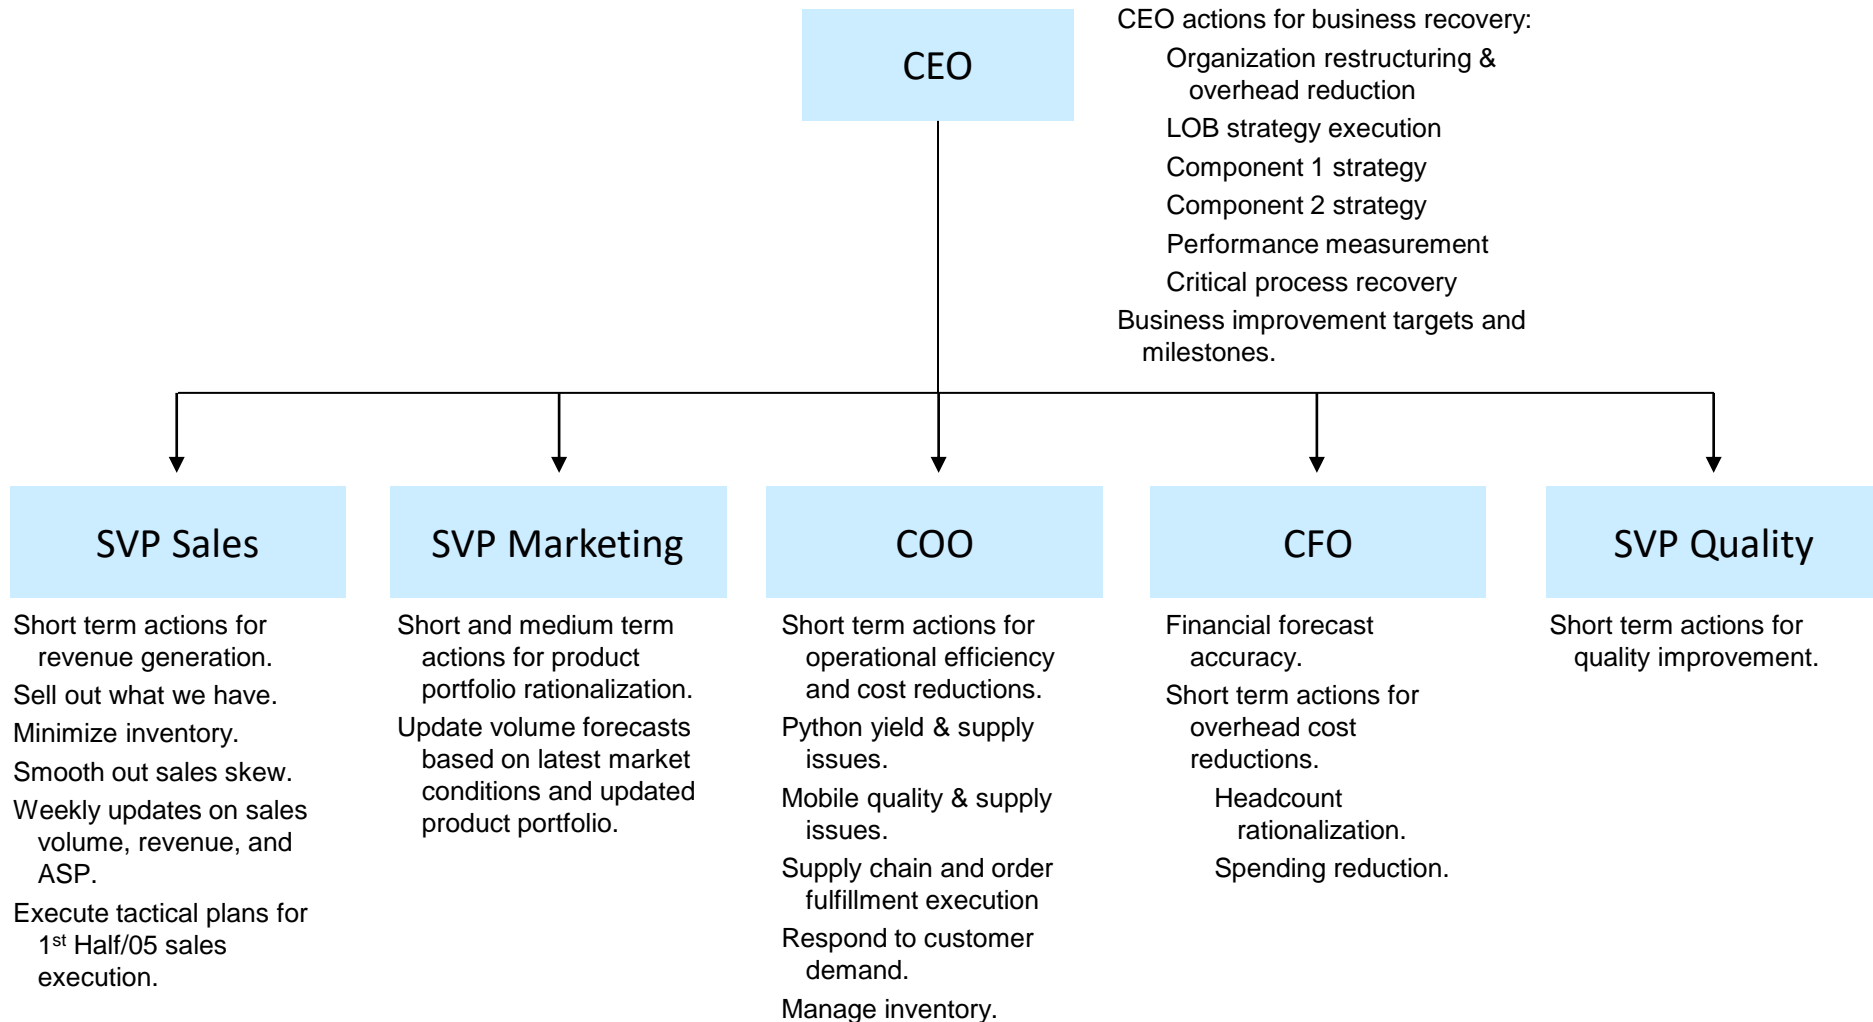 CEO
CEO actions for business recovery:
Organization restructuring &
overhead reduction
LOB strategy execution
Component 1 strategy
Component 2 strategy
Performance measurement
Critical process recovery
Business improvement targets and
milestones.
SVP Sales
Short term actions for
revenue generation.
Sell out what we have.
Minimize inventory.
Smooth out sales skew.
Weekly updates on sales
volume, revenue, and
ASP.
Execute tactical plans for
1st Half/05 sales
execution.
SVP Marketing
Short and medium term
actions for product
portfolio rationalization.
Update volume forecasts
based on latest market
conditions and updated
product portfolio.
COO
Short term actions for
operational efficiency
and cost reductions.
Python yield & supply
issues.
Mobile quality & supply
issues.
Supply chain and order
fulfillment execution
Respond to customer
demand.
Manage inventory.
CFO
Financial forecast
accuracy.
Short term actions for
overhead cost
reductions.
Headcount
rationalization.
Spending reduction.
SVP Quality
Short term actions for
quality improvement.